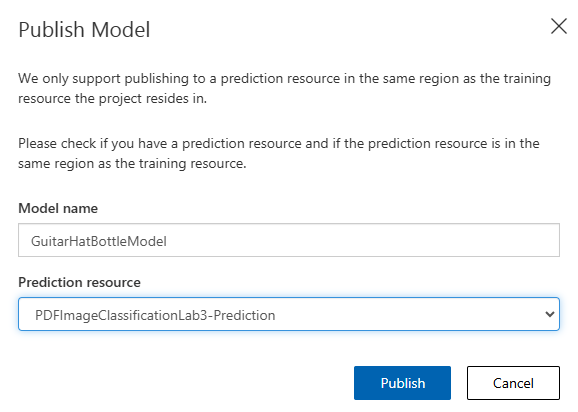 Publish Model
We only support publishing to a prediction resource in the same region as the training
resource the project resides in.
Please check if you have a prediction resource and if the prediction resource is in the
same region as the training resource.
Model name
GuitarHatBottleModel
Prediction resource
PDFImageClassificationLab3-Prediction
Publish
Cancel